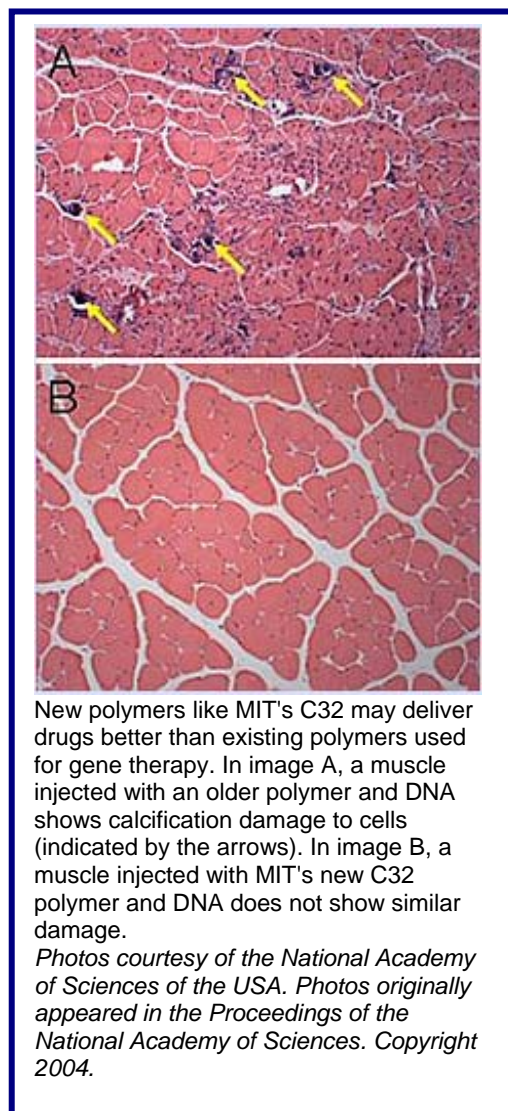 A
B
New polymers like MIT's C32 may deliver
drugs better than existing polymers used
for gene therapy. In image A, a muscle
injected with an older polymer and DNA
shows calcification damage to cells
(indicated by the arrows). In image B, a
muscle injected with MIT's new C32
polymer and DNA does not show similar
damage.
Photos courtesy of the National Academy
of Sciences of the USA. Photos originally
appeared in the Proceedings of the
National Academy of Sciences. Copyright
2004.